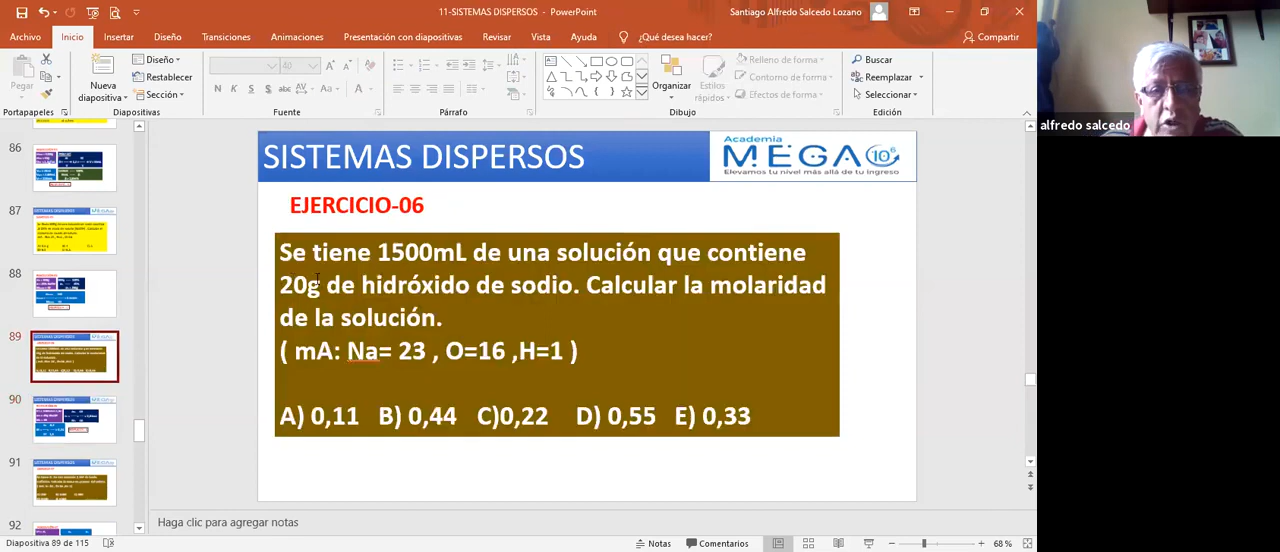 11-SISTEMAS DISPERSOS - PowerPoint
Santiago Alfredo Salcedo Lozano
Archivo Inicio Insertar Diseño Transiciones Animaciones Presentación con diapositivas Revisar Vista Ayuda ¿Qué desea hacer? Compartir
Pegar
Nueva diapositiva
Diseño
Restablecer
Sección
40
N K S abc AV Aa A
Organizar
Estilos rápidos
Relleno de forma
Contorno de forma
Efectos de forma
Buscar
Reemplazar
Seleccionar
Portapapeles Diapositivas Fuente Párrafo Dibujo Edición
alfredo salcedo
86
87
88
89
90
91
92
SISTEMAS DISPERSOS
Academia
MEGA 10⁶
Elevamos tu nivel más allá de tu ingreso
EJERCICIO-06
Se tiene 1500mL de una solución que contiene
20g de hidróxido de sodio. Calcular la molaridad
de la solución.
( mA: Na= 23 , O=16 ,H=1 )
A) 0,11 B) 0,44 C)0,22 D) 0,55 E) 0,33
Haga clic para agregar notas
Diapositiva 89 de 115
Notas Comentarios 68 %